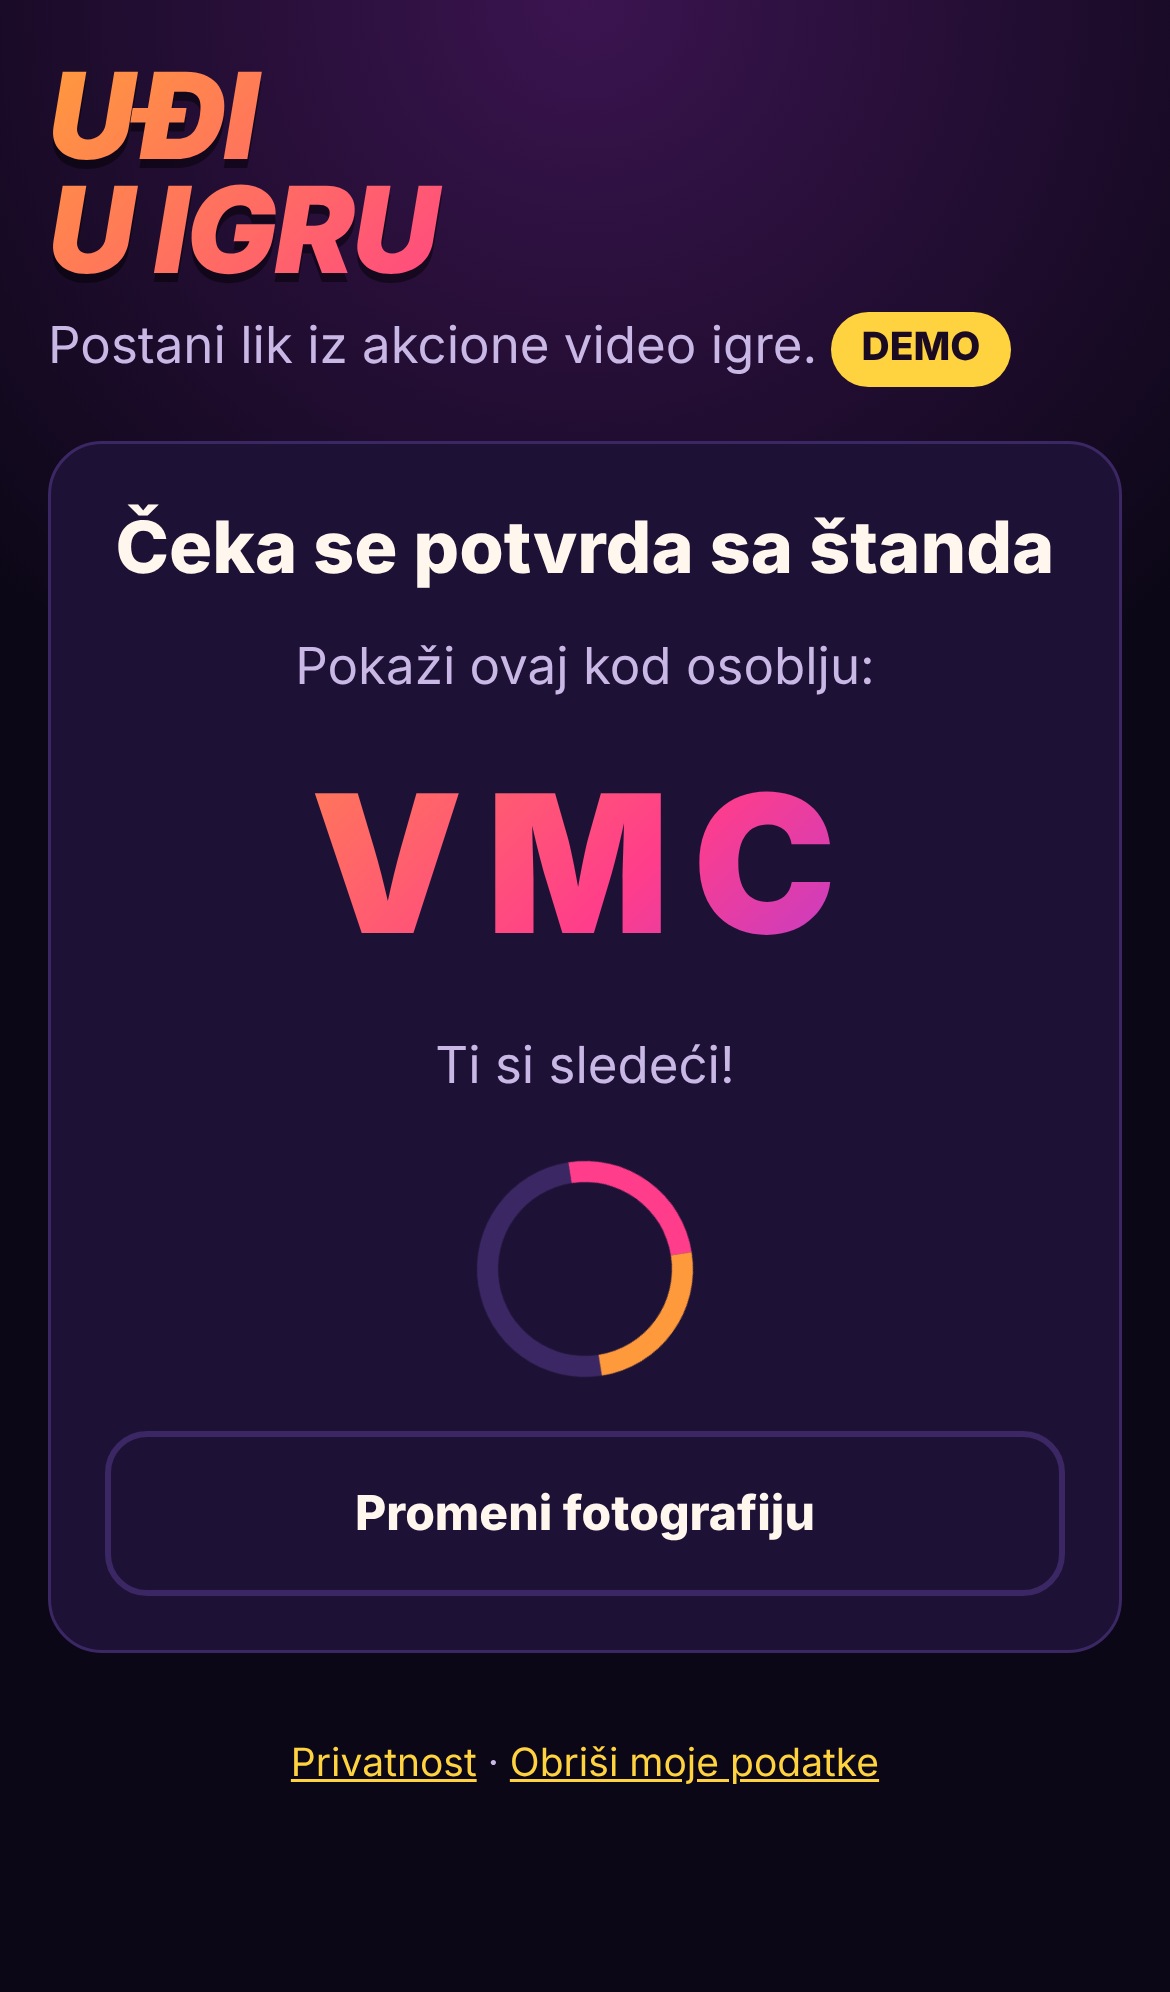 UĐI
U IGRU
Postani lik iz akcione video igre. DEMO
Čeka se potvrda sa štanda
Pokaži ovaj kod osoblju:
VMC
Ti si sledeći!
Promeni fotografiju
Privatnost · Obriši moje podatke